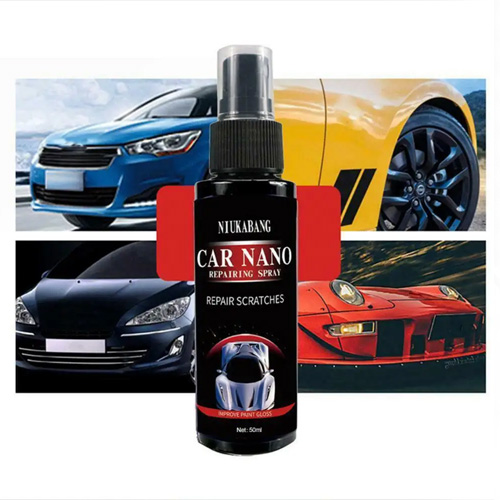 NIUKABANG
CAR NANO
REPAIRING SPRAY
REPAIR SCRATCHES
IMPROVE PAINT GLOSS
Net: 50ml